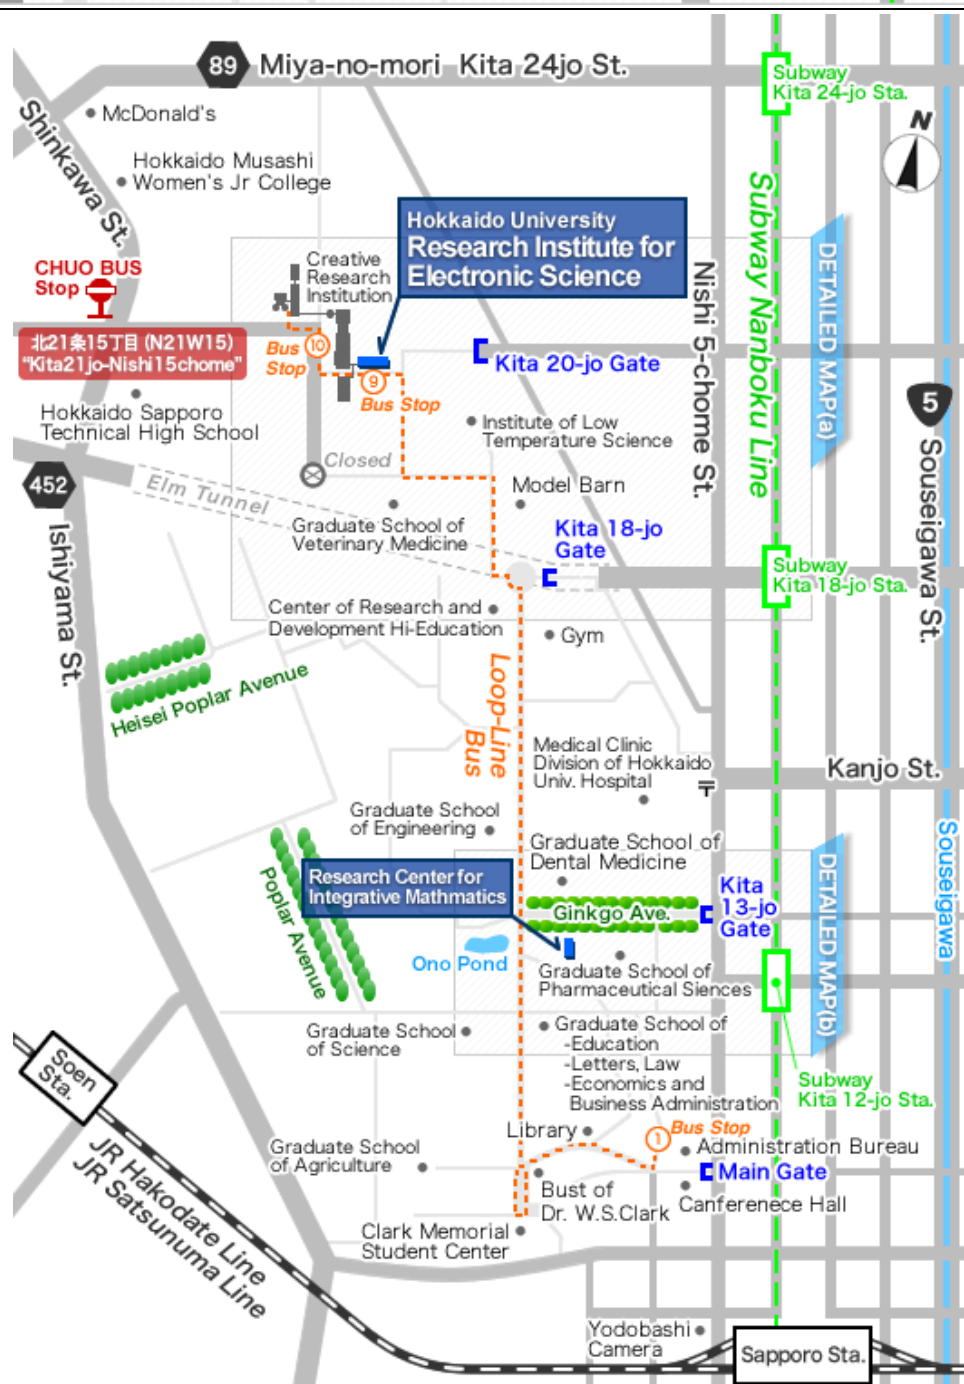 89 Miya-no-mori Kita 24jo St.
Subway
Kita 24-jo Sta.
McDonald's
Shinkawa St.
N
Hokkaido Musashi
Women's Jr College
Hokkaido University
Research Institute for
Electronic Science
Subway Nanboku Line
DETAILED MAP(a)
CHUO BUS
Stop
Creative
Research
Institution
Nishi 5-chome St.
北21条15丁目 (N21W15)
"Kita21jo-Nishi15chome"
Bus
Stop
10
9
Bus Stop
Kita 20-jo Gate
5
Souseigawa St.
Hokkaido Sapporo
Technical High School
Institute of Low
Temperature Science
Closed
452
Elm Tunnel
Model Barn
Ishiyama St.
Graduate School of
Veterinary Medicine
Kita 18-jo
Gate
Subway
Kita 18-jo Sta.
Center of Research and
Development Hi-Education
Gym
Heisei Poplar Avenue
Loop-Line
Bus
Medical Clinic
Division of Hokkaido
Univ. Hospital
〒
Kanjo St.
Graduate School
of Engineering
Graduate School of
Dental Medicine
Souseigawa
DETAILED MAP(b)
Poplar Avenue
Research Center for
Integrative Mathmatics
Ginkgo Ave.
Kita
13-jo
Gate
Ono Pond
Graduate School of
Pharmaceutical Siences
Graduate School
of Science
Graduate School of
-Education
-Letters, Law
-Economics and
Business Administration
Soen
Sta.
Subway
Kita 12-jo Sta.
Library
1
Bus Stop
Administration Bureau
Graduate School
of Agriculture
Main Gate
JR Hakodate Line
JR Satsunuma Line
Bust of
Dr. W.S.Clark
Canferenece Hall
Clark Memorial
Student Center
Yodobashi
Camera
Sapporo Sta.